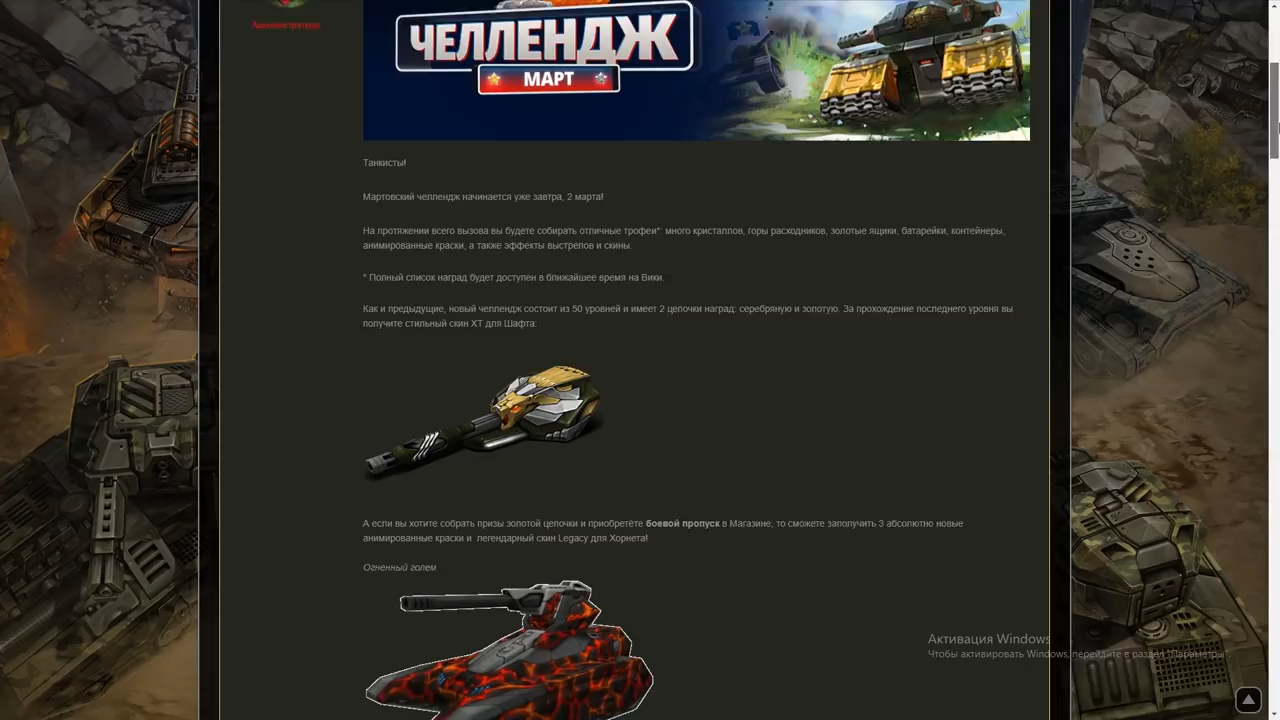 Администраторы
ЧЕЛЛЕНДЖ
МАРТ
Танкисты!
Мартовский челлендж начинается уже завтра, 2 марта!
На протяжении всего вызова вы будете собирать отличные трофеи*: много кристаллов, горы расходников, золотые ящики, батарейки, контейнеры,
анимированные краски, а также эффекты выстрелов и скины.
* Полный список наград будет доступен в ближайшее время на Вики.
Как и предыдущие, новый челлендж состоит из 50 уровней и имеет 2 цепочки наград: серебряную и золотую. За прохождение последнего уровня вы
получите стильный скин XT для Шафта:
А если вы хотите собрать призы золотой цепочки и приобретёте боевой пропуск в Магазине, то сможете заполучить 3 абсолютно новые
анимированные краски и легендарный скин Legacy для Хорнета!
Огненный голем
Активация Windows
Чтобы активировать Windows, перейдите в раздел "Параметры".